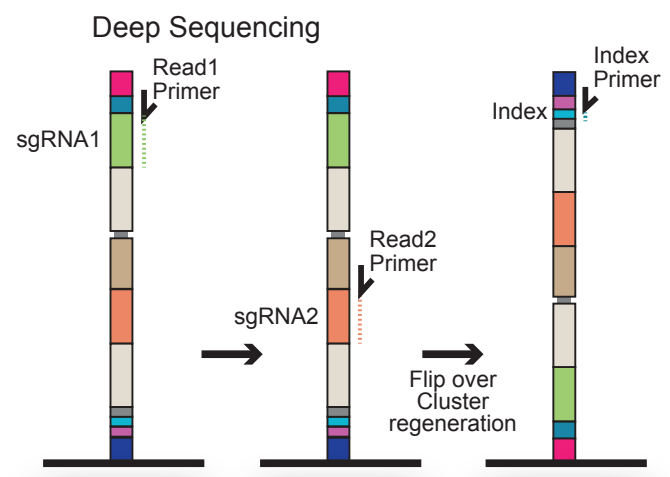 Deep Sequencing
Read1
Primer
sgRNA1
Read2
Primer
sgRNA2
Index
Primer
Index
Flip over
Cluster
regeneration